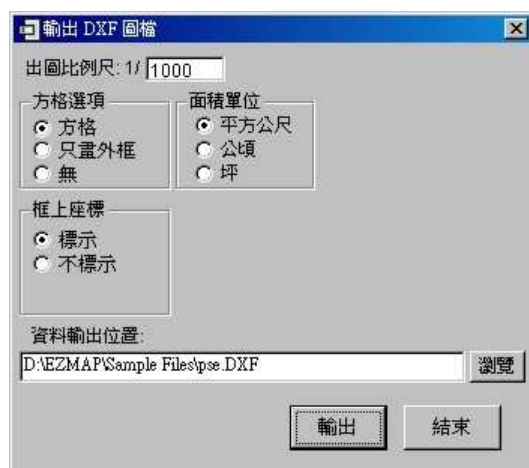 輸出 DXF 圖檔
出圖比例尺: 1/ 1000
方格選項
方格
只畫外框
無
面積單位
平方公尺
公頃
坪
框上座標
標示
不標示
資料輸出位置:
D:\EZMAP\Sample Files\pse.DXF
瀏覽
輸出
結束